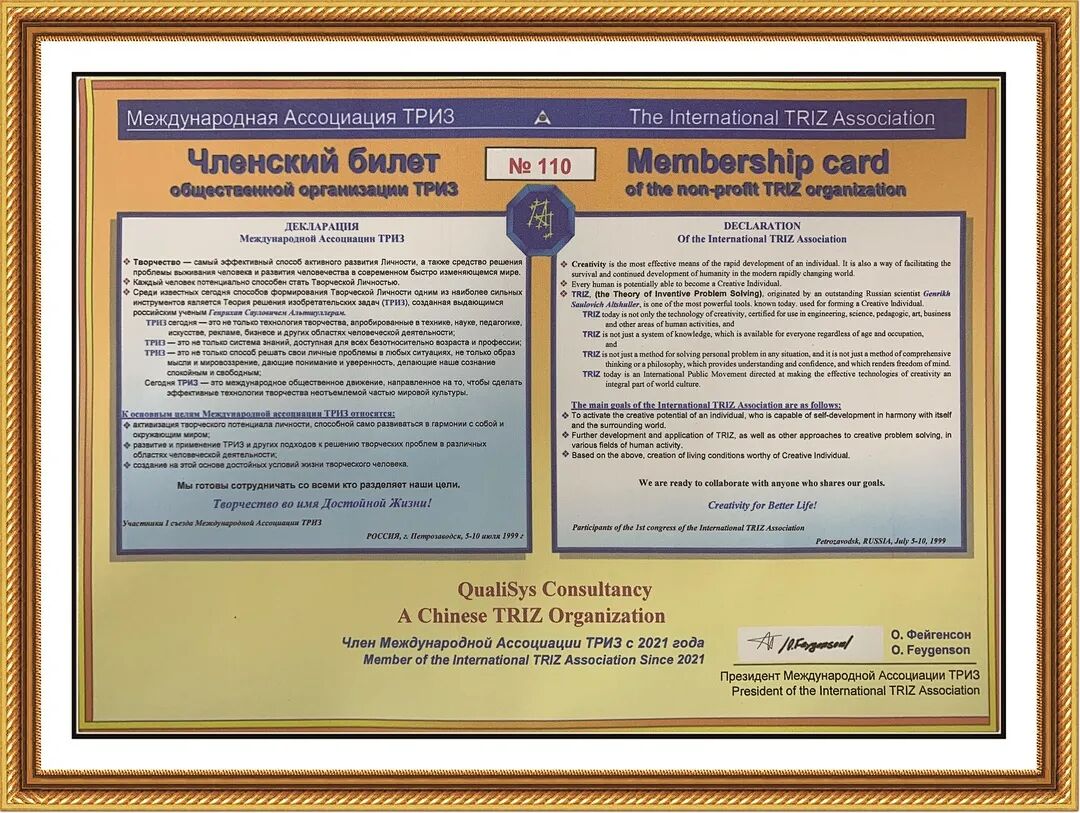 Международная Ассоциация ТРИЗ
The International TRIZ Association
Членский билет
общественной организации ТРИЗ
№ 110
Membership card
of the non-profit TRIZ organization
ДЕКЛАРАЦИЯ
Международной Ассоциации ТРИЗ
Творчество — самый эффективный способ активного развития Личности, а также средство решения
проблемы выживания человека и развития человечества в современном быстро изменяющемся мире.
Каждый человек потенциально способен стать Творческой Личностью.
Среди известных сегодня способов формирования Творческой Личности одним из наиболее сильных
инструментов является Теория решения изобретательских задач (ТРИЗ), созданная выдающимся
российским ученым Генрихом Сауловичем Альтшуллером.
ТРИЗ сегодня — это не только технология творчества, апробированные в технике, науке, педагогике,
искусстве, рекламе, бизнесе и других областях человеческой деятельности;
ТРИЗ — это не только система знаний, доступная для всех безотносительно возраста и профессии;
ТРИЗ — это не только способ решать свои личные проблемы в любых ситуациях, не только образ
мысли и мировоззрение, дающие понимание и уверенность, делающие наше сознание
спокойным и свободным;
Сегодня ТРИЗ — это международное общественное движение, направленное на то, чтобы сделать
эффективные технологии творчества неотъемлемой частью мировой культуры.
К основным целям Международной ассоциации ТРИЗ относятся:
активизация творческого потенциала личности, способной само развиваться в гармонии с собой и
окружающим миром;
развитие и применение ТРИЗ и других подходов к решению творческих проблем в различных
областях человеческой деятельности;
создание на этой основе достойных условий жизни творческого человека.
Мы готовы сотрудничать со всеми кто разделяет наши цели.
Творчество во имя Достойной Жизни!
Участники I съезда Международной Ассоциации ТРИЗ
РОССИЯ, г. Петрозаводск, 5-10 июля 1999 г
DECLARATION
Of the International TRIZ Association
Creativity is the most effective means of the rapid development of an individual. It is also a way of facilitating the
survival and continued development of humanity in the modern rapidly changing world.
Every human is potentially able to become a Creative Individual.
TRIZ, (the Theory of Inventive Problem Solving), originated by an outstanding Russian scientist Genrikh
Saulovich Altshuller, is one of the most powerful tools. known today. used for forming a Creative Individual.
TRIZ today is not only the technology of creativity, certified for use in engineering, science, pedagogic, art, business
and other areas of human activities, and
TRIZ is not just a system of knowledge, which is available for everyone regardless of age and occupation,
and
TRIZ is not just a method for solving personal problem in any situation, and it is not just a method of comprehensive
thinking or a philosophy, which provides understanding and confidence, and which renders freedom of mind.
TRIZ today is an International Public Movement directed at making the effective technologies of creativity an
integral part of world culture.
The main goals of the International TRIZ Association are as follows:
To activate the creative potential of an individual, who is capable of self-development in harmony with itself
and the surrounding world.
Further development and application of TRIZ, as well as other approaches to creative problem solving, in
various fields of human activity.
Based on the above, creation of living conditions worthy of Creative Individual.
We are ready to collaborate with anyone who shares our goals.
Creativity for Better Life!
Participants of the 1st congress of the International TRIZ Association
Petrozavodsk, RUSSIA, July 5-10, 1999
QualiSys Consultancy
A Chinese TRIZ Organization
Член Международной Ассоциации ТРИЗ с 2021 года
Member of the International TRIZ Association Since 2021
/O.Feygenson/
О. Фейгенсон
O. Feygenson
Президент Международной Ассоциации ТРИЗ
President of the International TRIZ Association